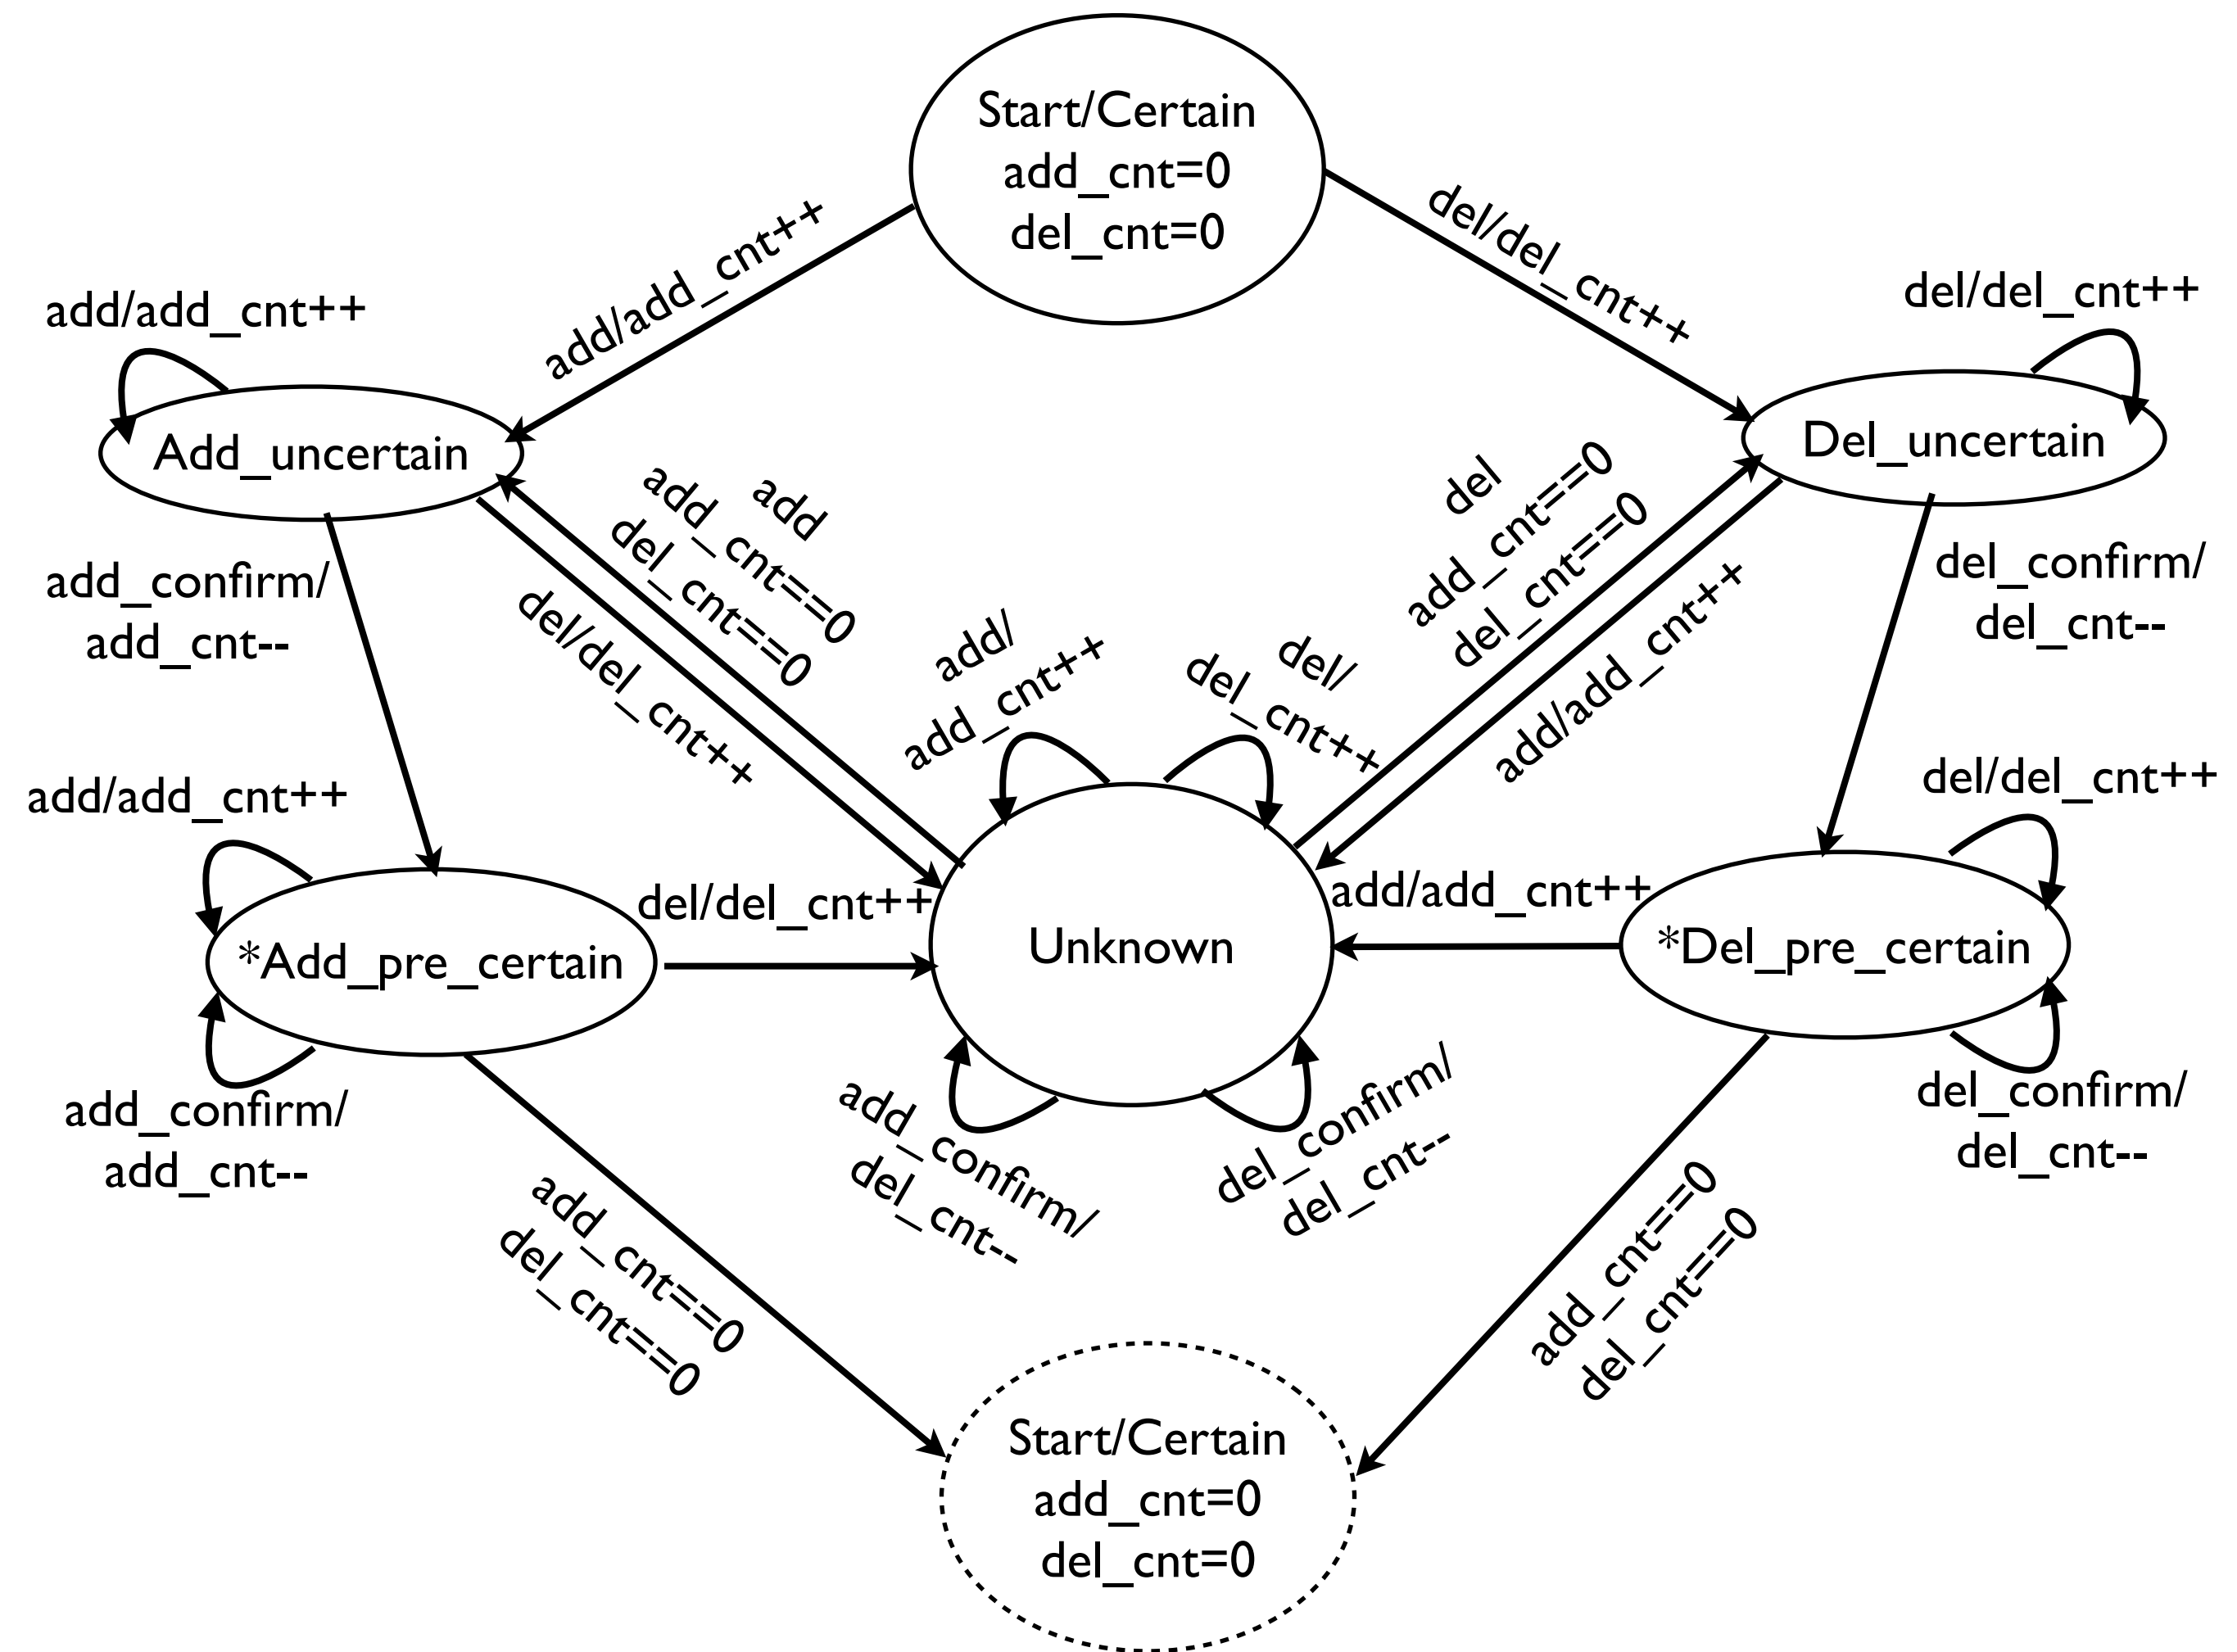 Start/Certain
add_cnt=0
del_cnt=0
add/add_cnt++
del/del_cnt++
add/add_cnt++
del/del_cnt++
Add_uncertain
Del_uncertain
add
add_cnt==0
del_cnt==0
del/del_cnt++
del
add_cnt==0
del_cnt==0
add/add_cnt++
add_confirm/
add_cnt--
del_confirm/
del_cnt--
add/
add_cnt++
del/
del_cnt++
add/add_cnt++
del/del_cnt++
del/del_cnt++
add/add_cnt++
*Add_pre_certain
Unknown
*Del_pre_certain
add_confirm/
add_cnt--
add_confirm/
del_cnt--
del_confirm/
del_cnt--
del_confirm/
del_cnt--
add_cnt==0
del_cnt==0
add_cnt==0
del_cnt==0
Start/Certain
add_cnt=0
del_cnt=0